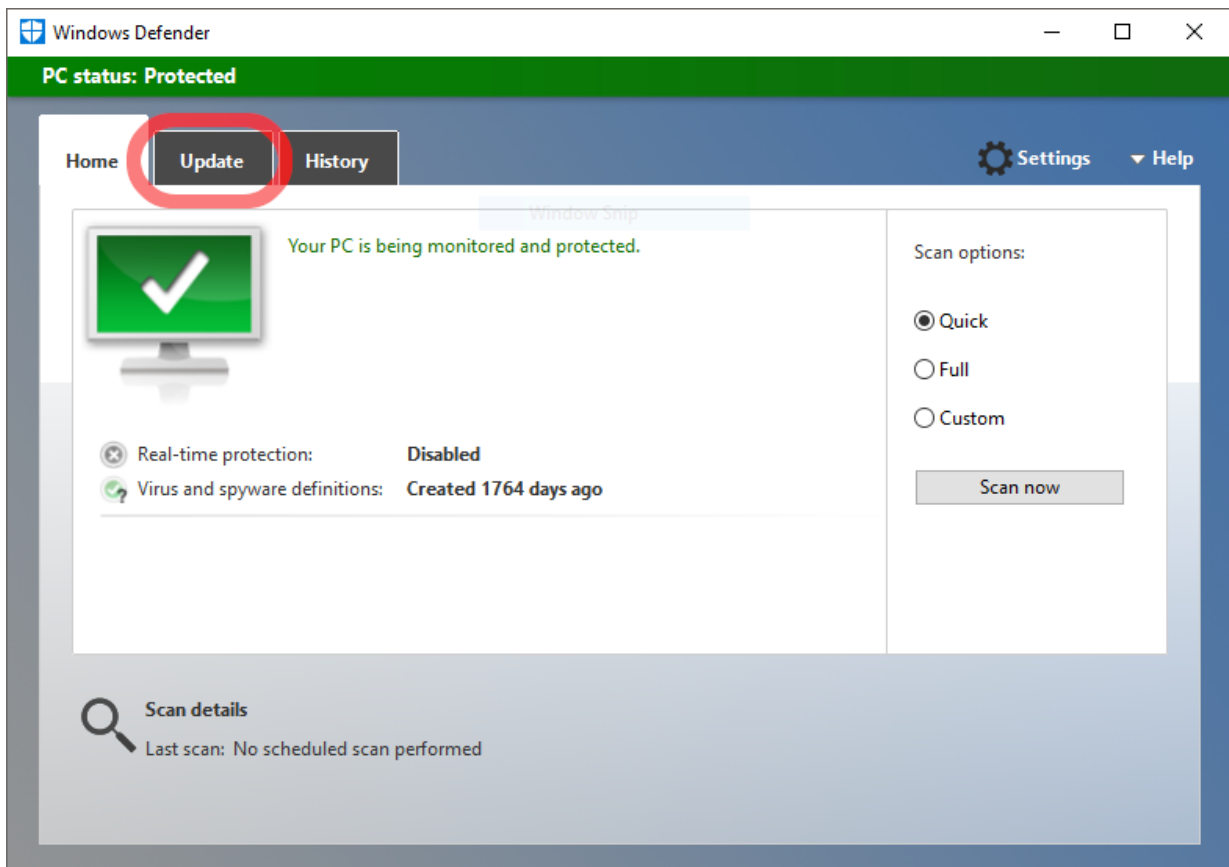 Windows Defender
PC status: Protected
Home Update History Settings Help
Window Snip
Your PC is being monitored and protected.
Scan options:
Quick
Full
Custom
Real-time protection: Disabled
Virus and spyware definitions: Created 1764 days ago
Scan now
Scan details
Last scan: No scheduled scan performed